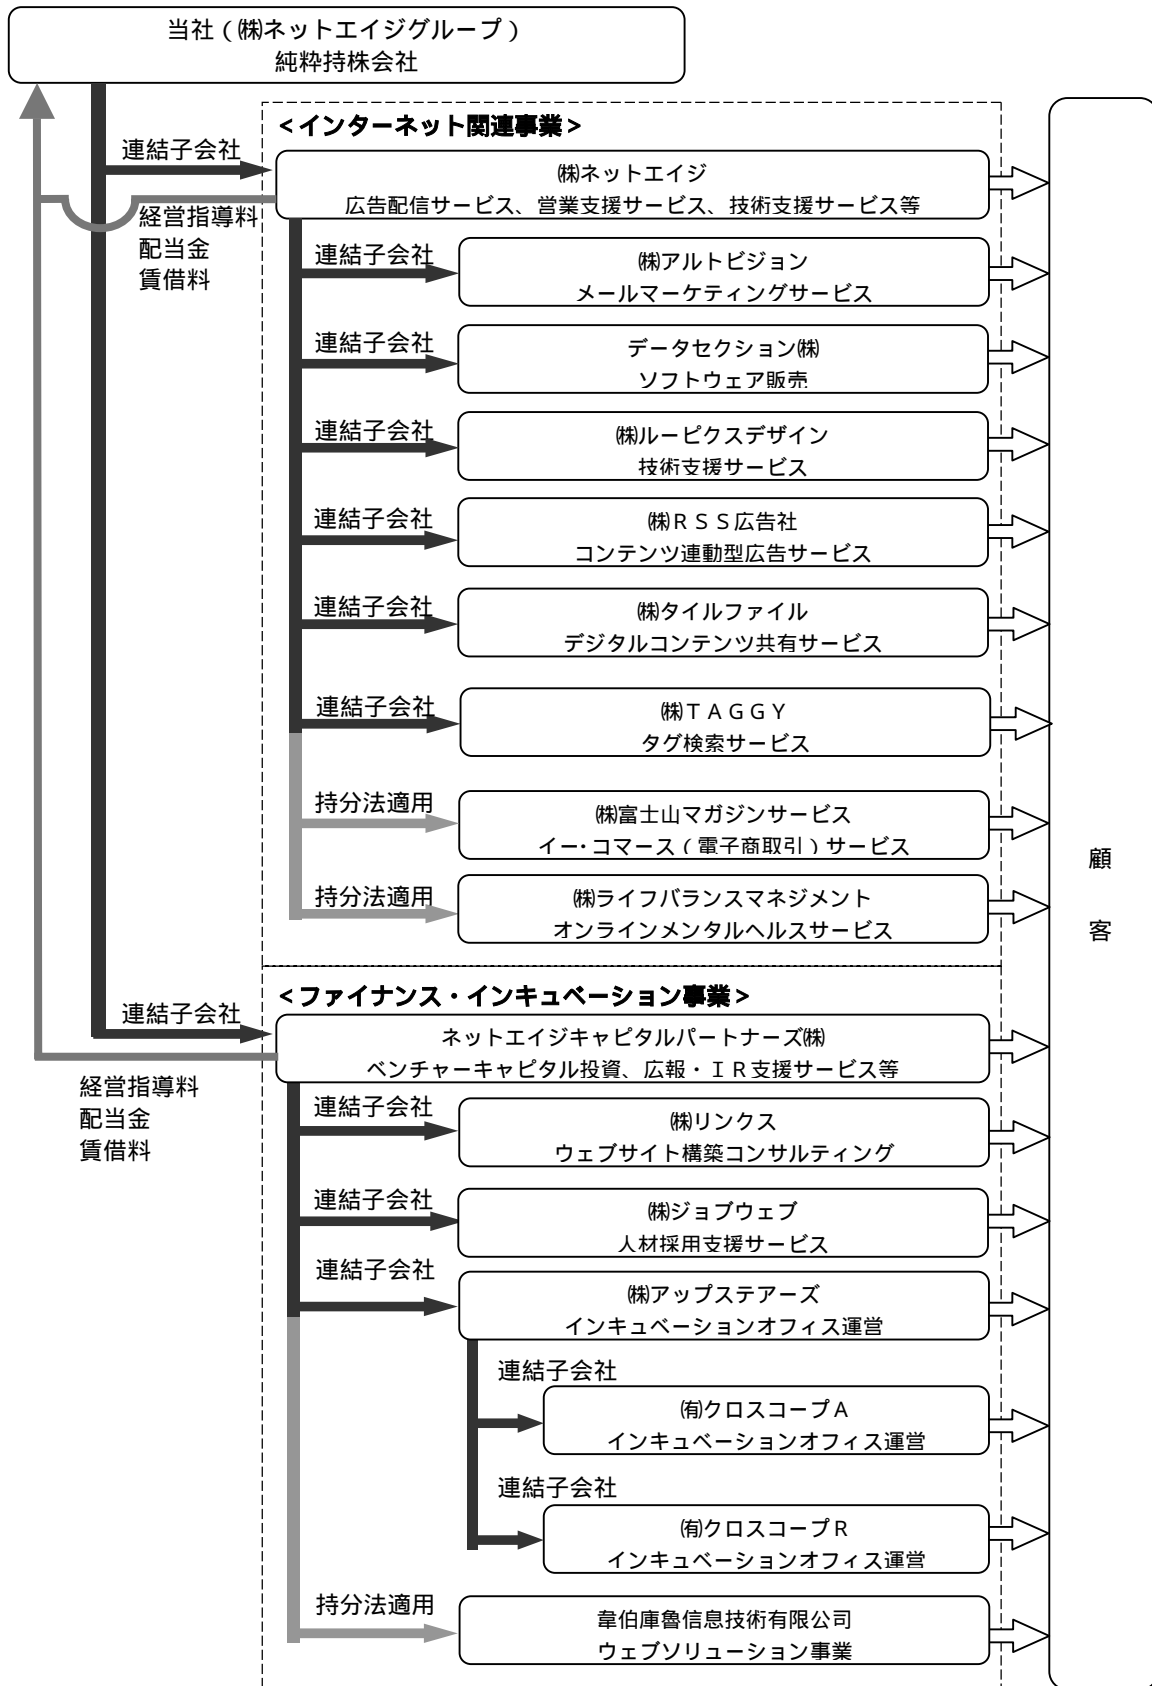 当社（㈱ネットエイジグループ）
純粋持株会社
＜インターネット関連事業＞
連結子会社
㈱ネットエイジ
広告配信サービス、営業支援サービス、技術支援サービス等
経営指導料
配当金
賃借料
連結子会社
㈱アルトビジョン
メールマーケティングサービス
連結子会社
データセクション㈱
ソフトウェア販売
連結子会社
㈱ルーピクスデザイン
技術支援サービス
連結子会社
㈱ＲＳＳ広告社
コンテンツ連動型広告サービス
連結子会社
㈱タイルファイル
デジタルコンテンツ共有サービス
連結子会社
㈱ＴＡＧＧＹ
タグ検索サービス
持分法適用
㈱富士山マガジンサービス
イー・コマース（電子商取引）サービス
持分法適用
㈱ライフバランスマネジメント
オンラインメンタルヘルスサービス
顧
客
＜ファイナンス・インキュベーション事業＞
連結子会社
ネットエイジキャピタルパートナーズ㈱
ベンチャーキャピタル投資、広報・ＩＲ支援サービス等
経営指導料
配当金
賃借料
連結子会社
㈱リンクス
ウェブサイト構築コンサルティング
連結子会社
㈱ジョブウェブ
人材採用支援サービス
連結子会社
㈱アップステアーズ
インキュベーションオフィス運営
連結子会社
㈲クロスコープＡ
インキュベーションオフィス運営
連結子会社
㈲クロスコープＲ
インキュベーションオフィス運営
持分法適用
韋伯庫魯信息技術有限公司
ウェブソリューション事業